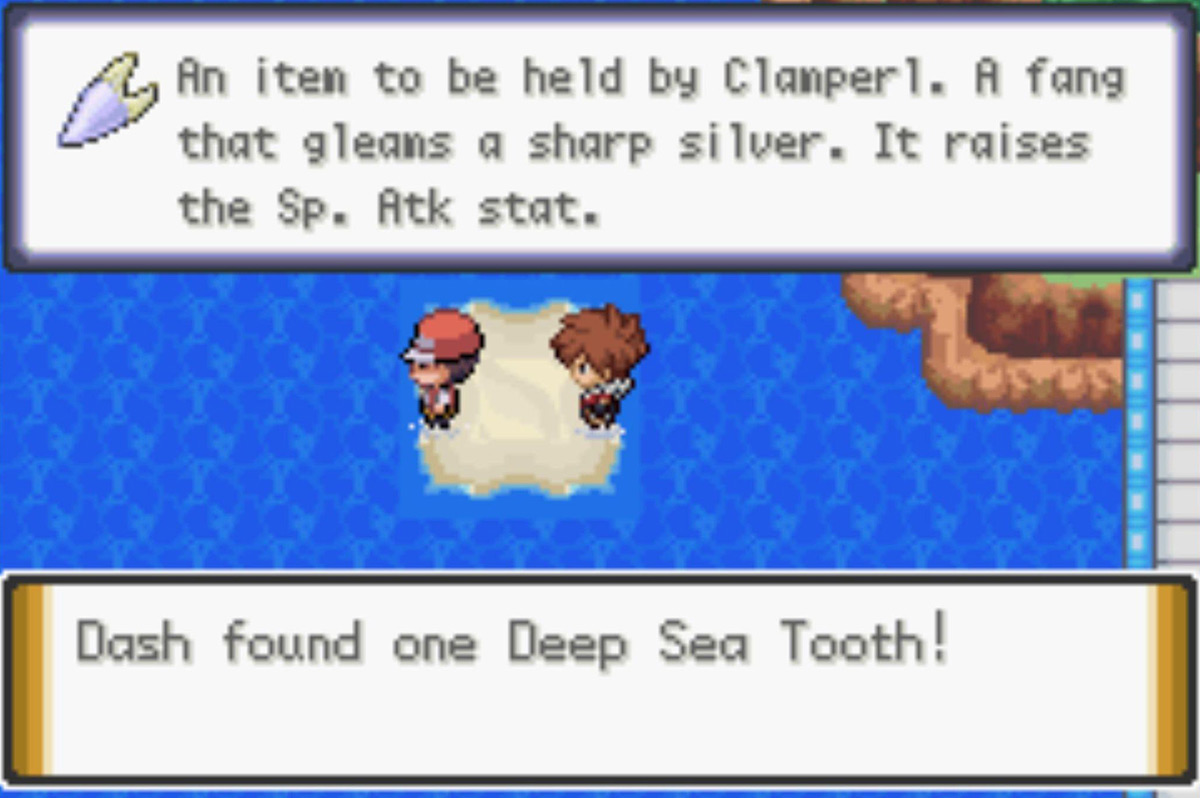 An item to be held by Clamperl. A fang
that gleams a sharp silver. It raises
the Sp. Atk stat.
Dash found one Deep Sea Tooth!